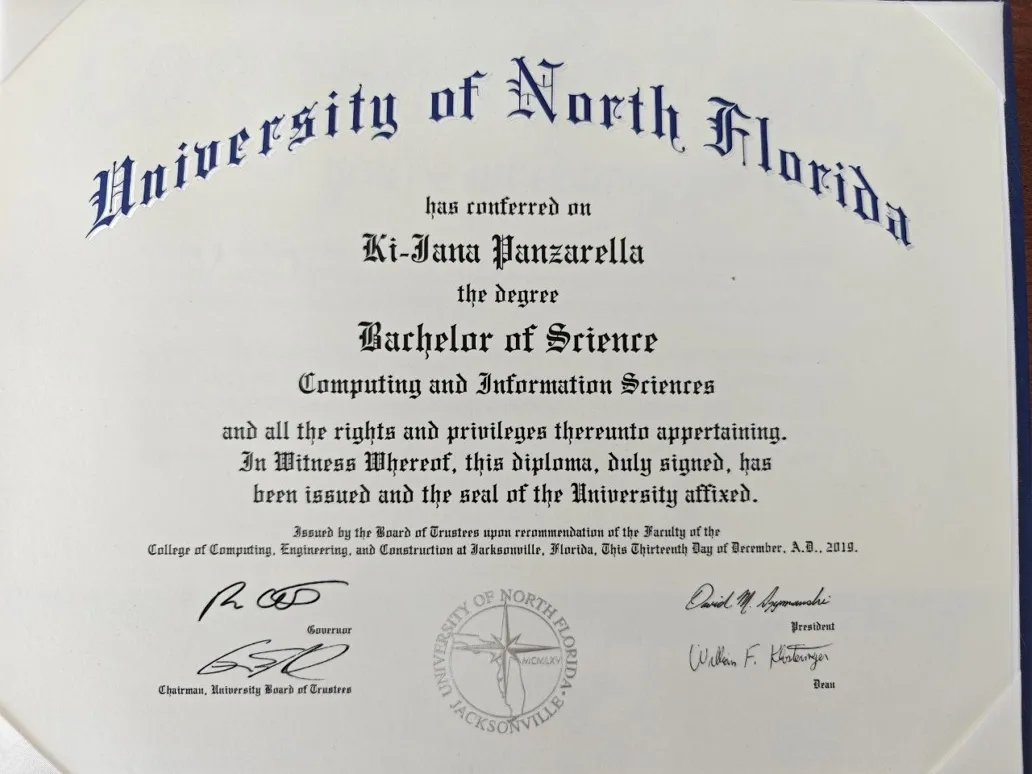 University of North Florida
has conferred on
Ki-Jana Panzarella
the degree
Bachelor of Science
Computing and Information Sciences
and all the rights and privileges thereunto appertaining.
In Witness Whereof, this diploma, duly signed, has
been issued and the seal of the University affixed.
Issued by the Board of Trustees upon recommendation of the Faculty of the
College of Computing, Engineering, and Construction at Jacksonville, Florida, This Thirteenth Day of December, A.D., 2019.
Governor
Chairman, University Board of Trustees
UNIVERSITY OF NORTH FLORIDA
MCMLXV
JACKSONVILLE
David M. Szymanski
President
William F. Klostermeyer
Dean